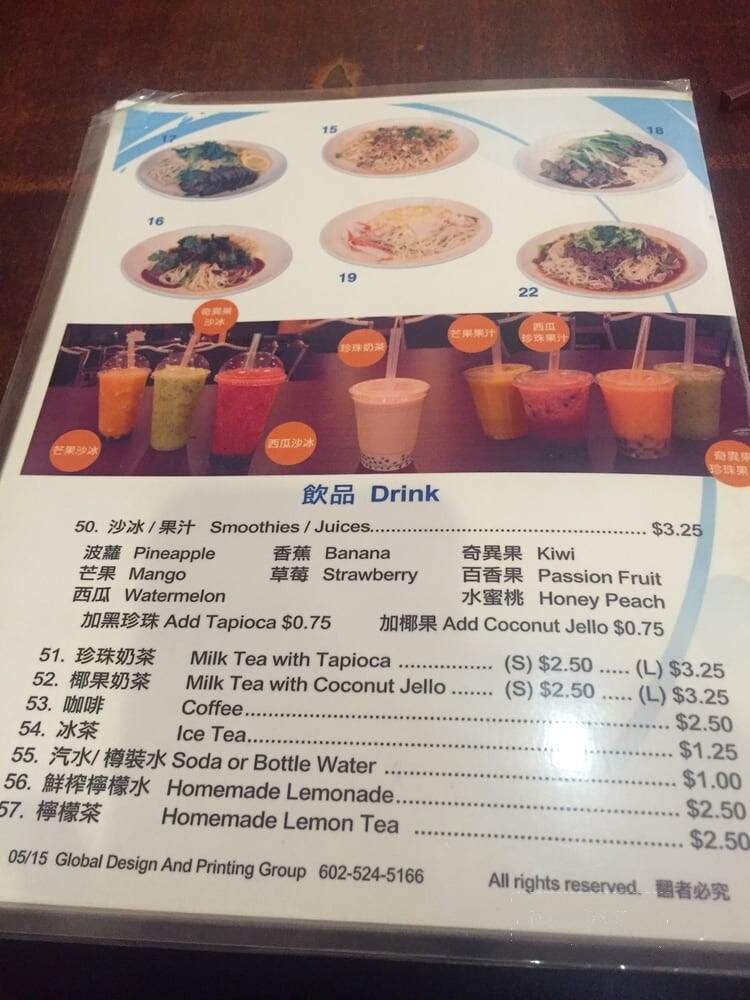 17
15
18
16
19
22
奇異果
沙冰
芒果沙冰
西瓜沙冰
珍珠奶茶
芒果果汁
西瓜
珍珠果汁
奇異果
珍珠果
飲品 Drink
50. 沙冰 / 果汁 Smoothies / Juices.................................................... $3.25
波蘿 Pineapple 香蕉 Banana 奇異果 Kiwi
芒果 Mango 草莓 Strawberry 百香果 Passion Fruit
西瓜 Watermelon 水蜜桃 Honey Peach
加黑珍珠 Add Tapioca $0.75 加椰果 Add Coconut Jello $0.75
51. 珍珠奶茶 Milk Tea with Tapioca .................. (S) $2.50 ..... (L) $3.25
52. 椰果奶茶 Milk Tea with Coconut Jello ....... (S) $2.50 ..... (L) $3.25
53. 咖啡 Coffee................................................................ $2.50
54. 冰茶 Ice Tea................................................................ $1.25
55. 汽水/ 樽裝水 Soda or Bottle Water ............................................ $1.00
56. 鮮榨檸檬水 Homemade Lemonade.......................................... $2.50
57. 檸檬茶 Homemade Lemon Tea ........................................ $2.50
05/15 Global Design And Printing Group 602-524-5166 All rights reserved. 翻者必究